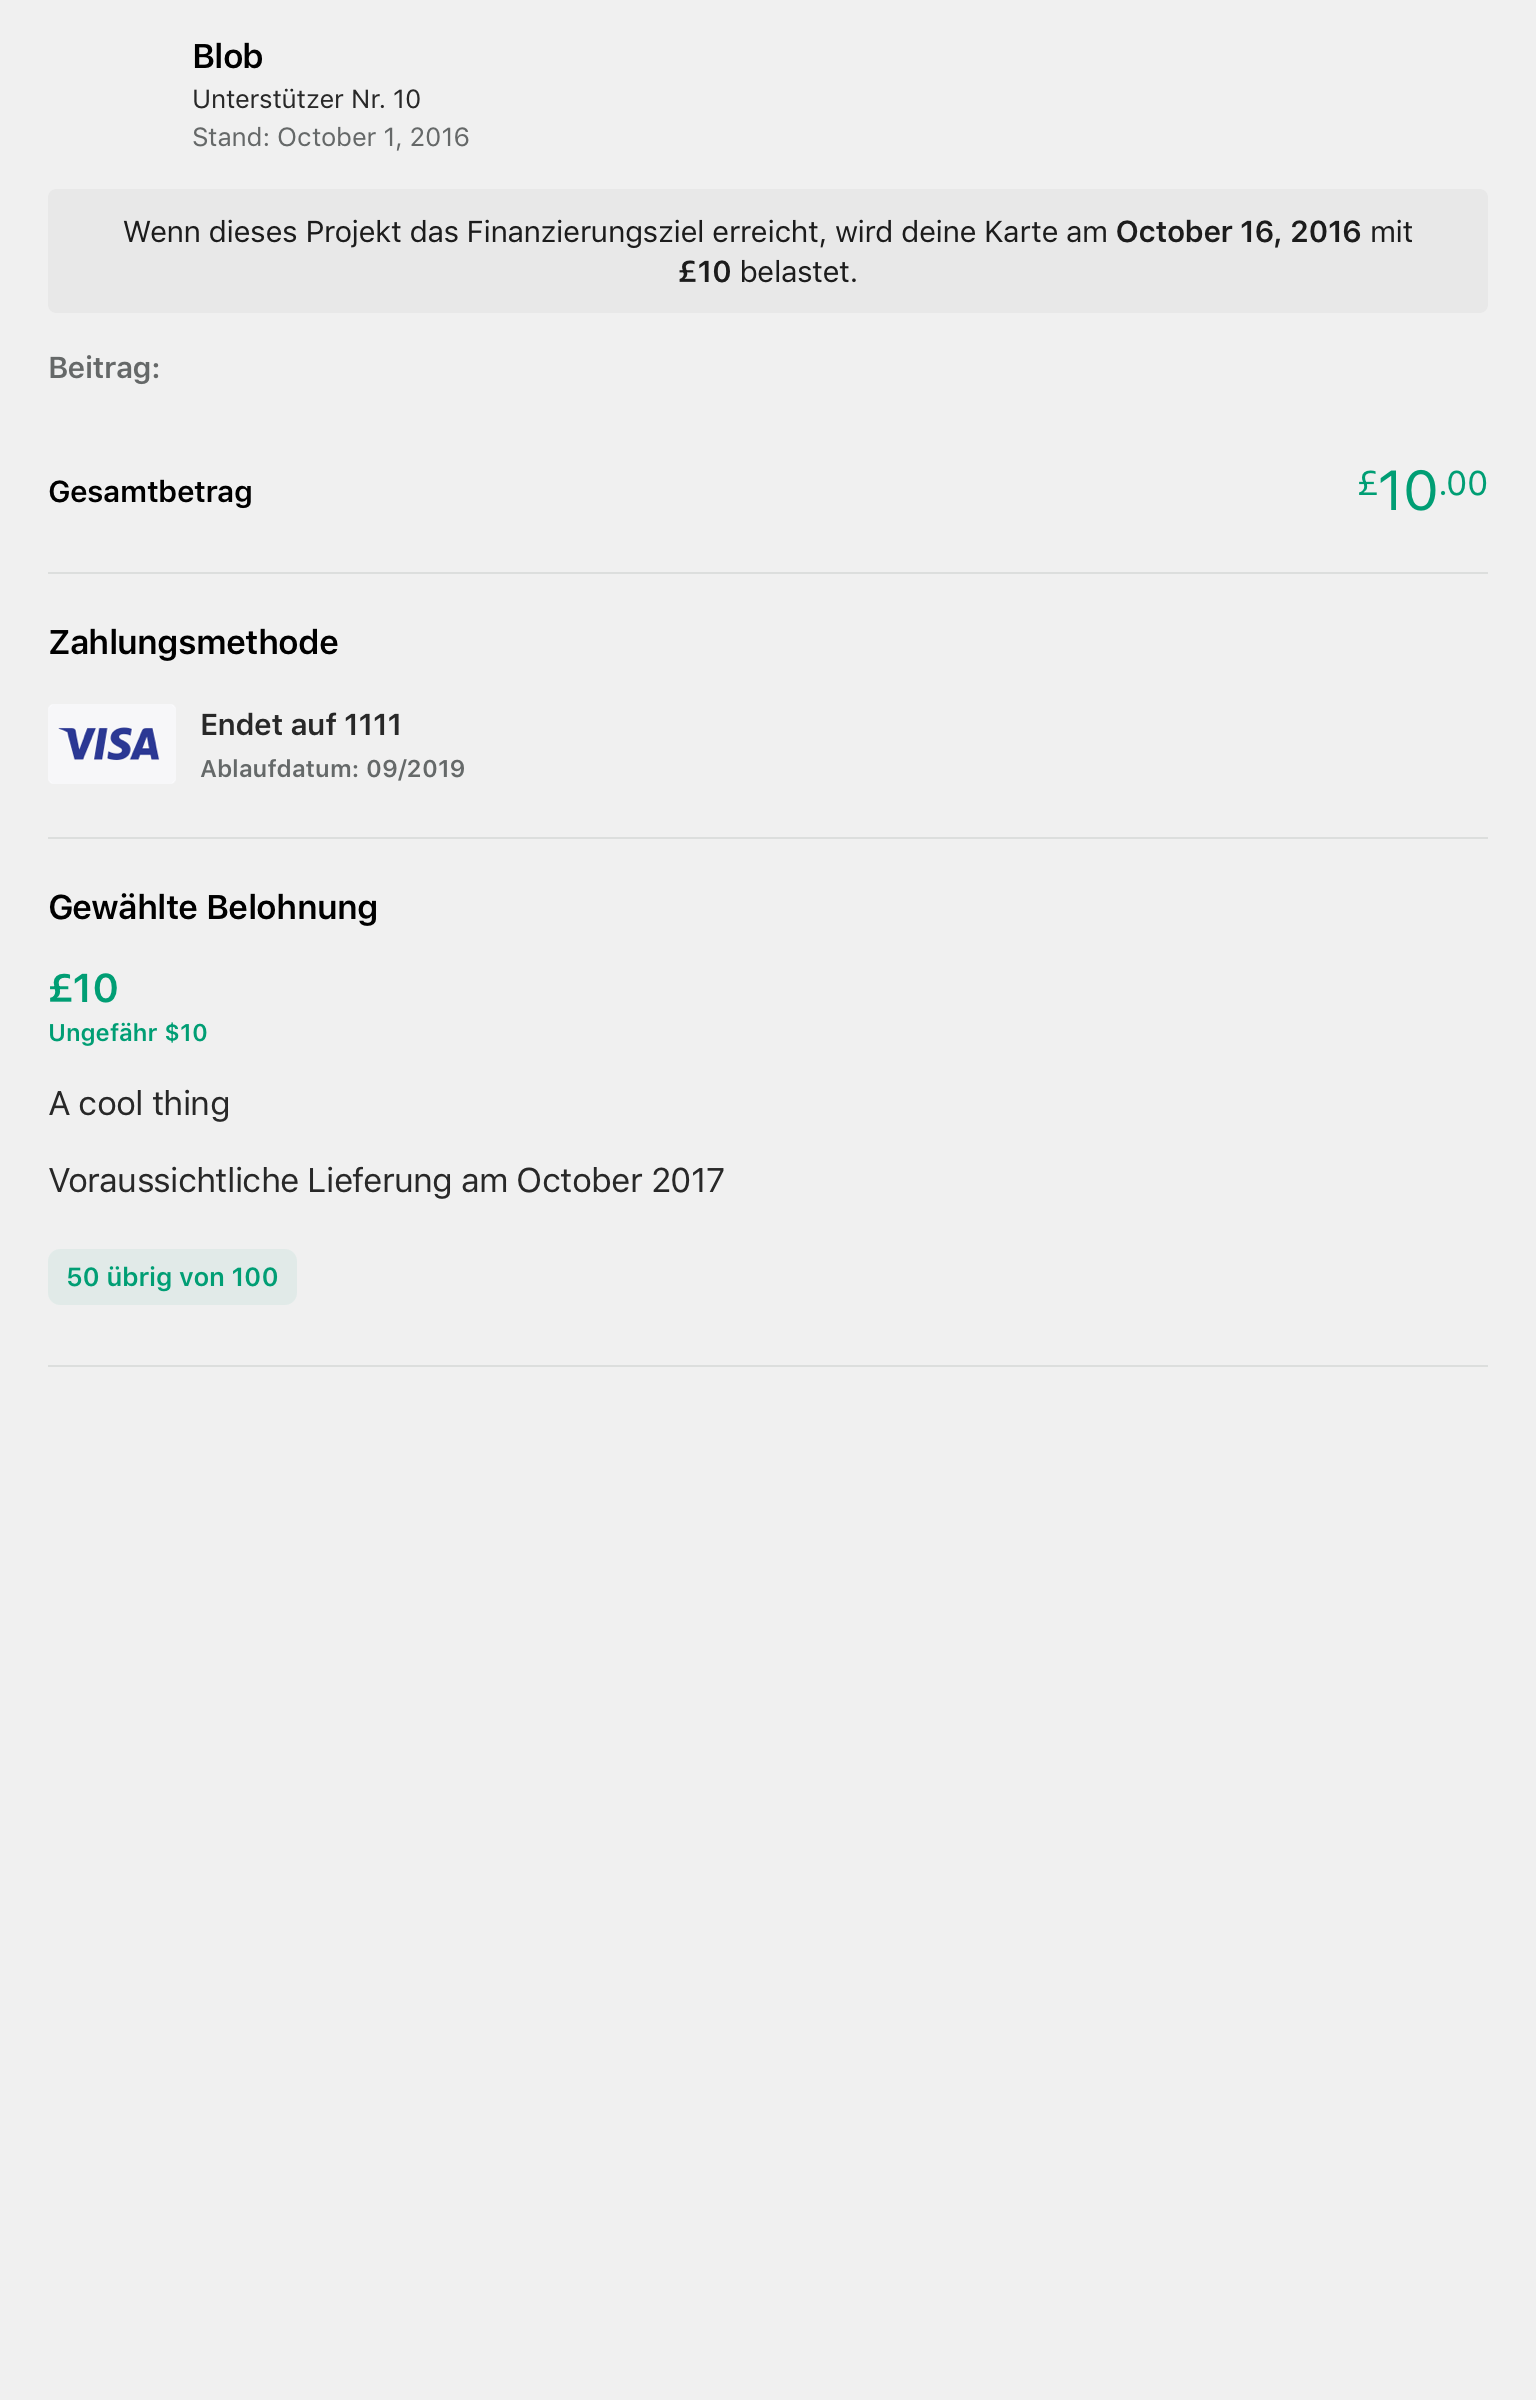 Blob
Unterstützer Nr. 10
Stand: October 1, 2016
Wenn dieses Projekt das Finanzierungsziel erreicht, wird deine Karte am October 16, 2016 mit
£10 belastet.
Beitrag:
Gesamtbetrag £10.00
Zahlungsmethode
VISA
Endet auf 1111
Ablaufdatum: 09/2019
Gewählte Belohnung
£10
Ungefähr $10
A cool thing
Voraussichtliche Lieferung am October 2017
50 übrig von 100